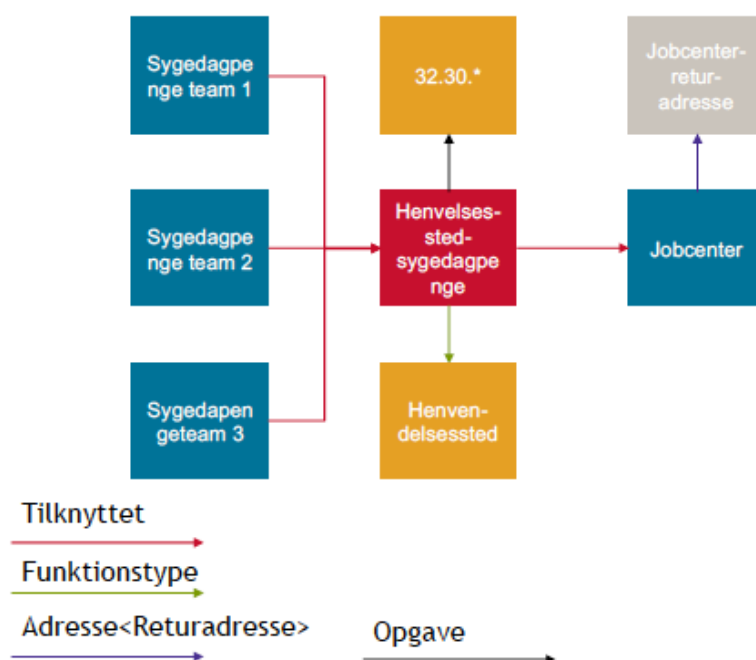 Sygedagpe
nge team 1
32.30.*
Jobcenter-
retur-
adresse
Sygedagpe
nge team 2
Henvelses-
sted-
sygedagpe
nge
Jobcenter
Sygedapen
geteam 3
Henven-
delsessted
Tilknyttet
Funktionstype
Adresse<Returadresse>
Opgave